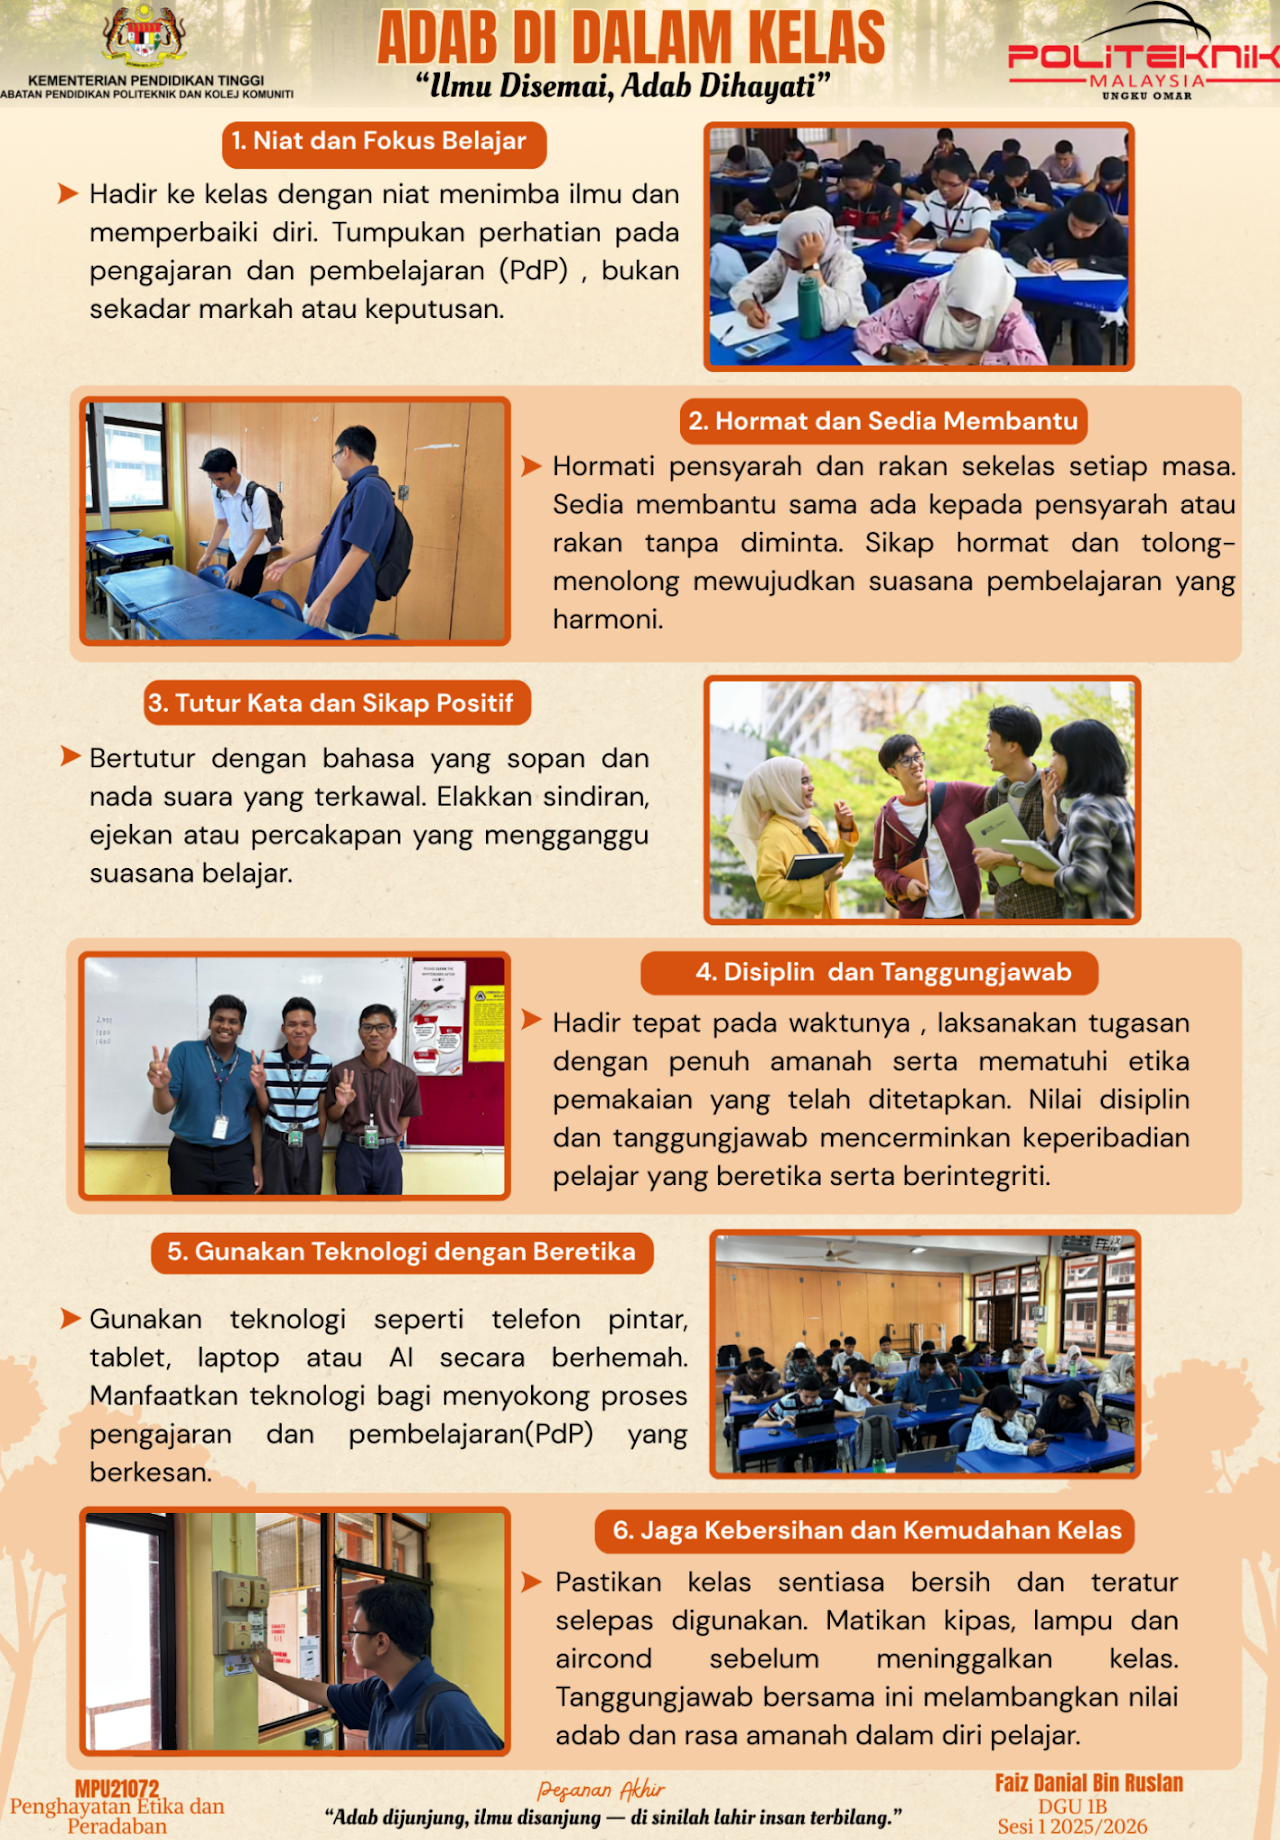 KEMENTERIAN PENDIDIKAN TINGGI
ABATAN PENDIDIKAN POLITEKNIK DAN KOLEJ KOMUNITI
ADAB DI DALAM KELAS
“Ilmu Disemai, Adab Dihayati”
POLITEKNIK
MALAYSIA
UNGKU OMAR
1. Niat dan Fokus Belajar
Hadir ke kelas dengan niat menimba ilmu dan
memperbaiki diri. Tumpukan perhatian pada
pengajaran dan pembelajaran (PdP) , bukan
sekadar markah atau keputusan.
2. Hormat dan Sedia Membantu
Hormati pensyarah dan rakan sekelas setiap masa.
Sedia membantu sama ada kepada pensyarah atau
rakan tanpa diminta. Sikap hormat dan tolong-
menolong mewujudkan suasana pembelajaran yang
harmoni.
3. Tutur Kata dan Sikap Positif
Bertutur dengan bahasa yang sopan dan
nada suara yang terkawal. Elakkan sindiran,
ejekan atau percakapan yang mengganggu
suasana belajar.
4. Disiplin dan Tanggungjawab
Hadir tepat pada waktunya , laksanakan tugasan
dengan penuh amanah serta mematuhi etika
pemakaian yang telah ditetapkan. Nilai disiplin
dan tanggungjawab mencerminkan keperibadian
pelajar yang beretika serta berintegriti.
5. Gunakan Teknologi dengan Beretika
Gunakan teknologi seperti telefon pintar,
tablet, laptop atau AI secara berhemah.
Manfaatkan teknologi bagi menyokong proses
pengajaran dan pembelajaran(PdP) yang
berkesan.
6. Jaga Kebersihan dan Kemudahan Kelas
Pastikan kelas sentiasa bersih dan teratur
selepas digunakan. Matikan kipas, lampu dan
aircond sebelum meninggalkan kelas.
Tanggungjawab bersama ini melambangkan nilai
adab dan rasa amanah dalam diri pelajar.
MPU21072
Penghayatan Etika dan
Peradaban
Pesanan Akhir
“Adab dijunjung, ilmu disanjung — di sinilah lahir insan terbilang.”
Faiz Danial Bin Ruslan
DGU 1B
Sesi 1 2025/2026